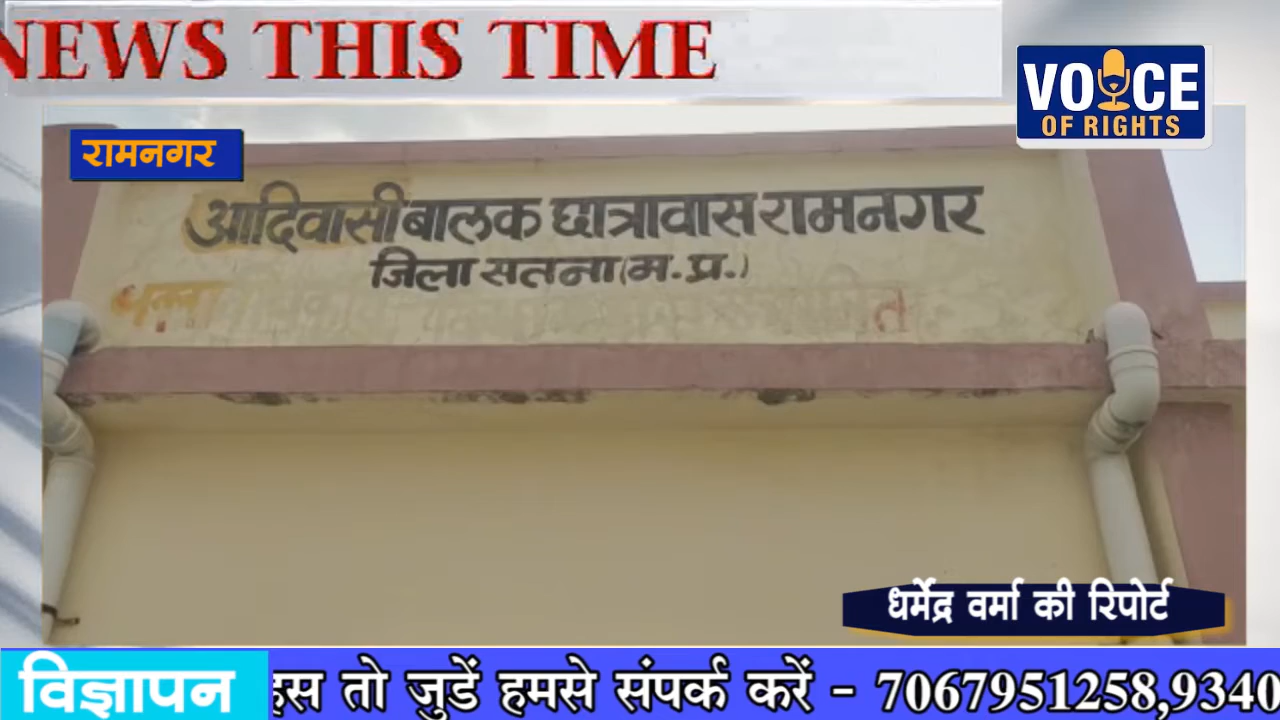 NEWS THIS TIME
VOICE
OF RIGHTS
रामनगर
आदिवासी बालक छात्रावास रामनगर
जिला सतना (म.प्र.)
धर्मेंद्र वर्मा की रिपोर्ट
विज्ञापन
हस तो जुडें हमसे संपर्क करें - 7067951258,9340